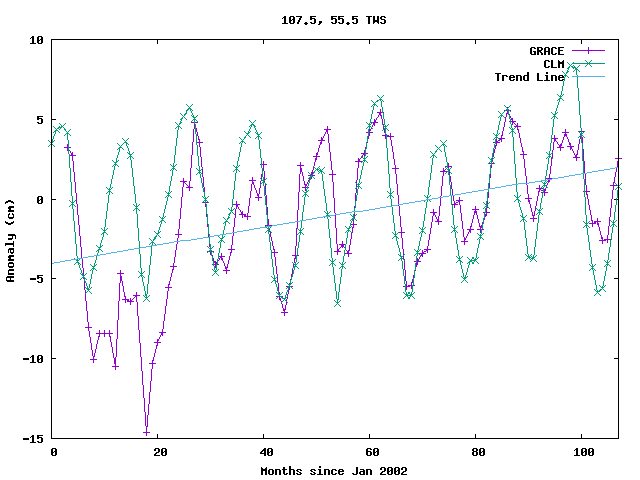 107.5, 55.5 TWS
GRACE
CLM
Trend Line
10
5
0
-5
-10
-15
Anomaly (cm)
0 20 40 60 80 100
Months since Jan 2002